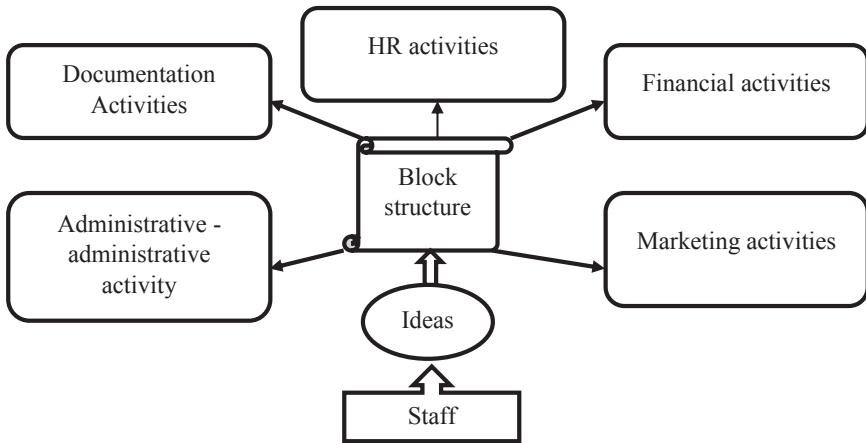 HR activities
Documentation
Activities
Financial activities
Block
structure
Administrative -
administrative
activity
Marketing activities
Ideas
Staff